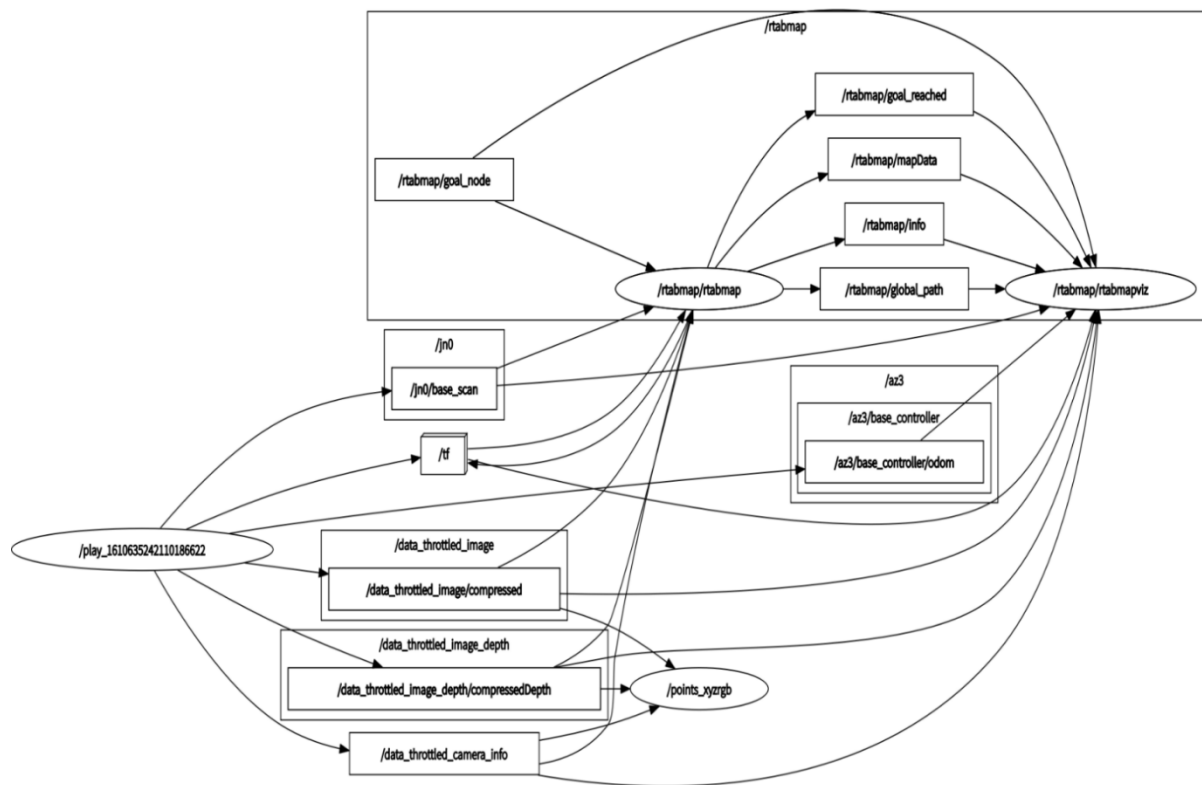 /rtabmap
/rtabmap/goal_reached
/rtabmap/mapData
/rtabmap/goal_node
/rtabmap/info
/rtabmap/rtabmap
/rtabmap/global_path
/rtabmap/rtabmapviz
/jn0
/jn0/base_scan
/az3
/az3/base_controller
/tf
/az3/base_controller/odom
/play_1610635242110186622
/data_throttled_image
/data_throttled_image/compressed
/data_throttled_image_depth
/data_throttled_image_depth/compressedDepth
/points_xyzrgb
/data_throttled_camera_info